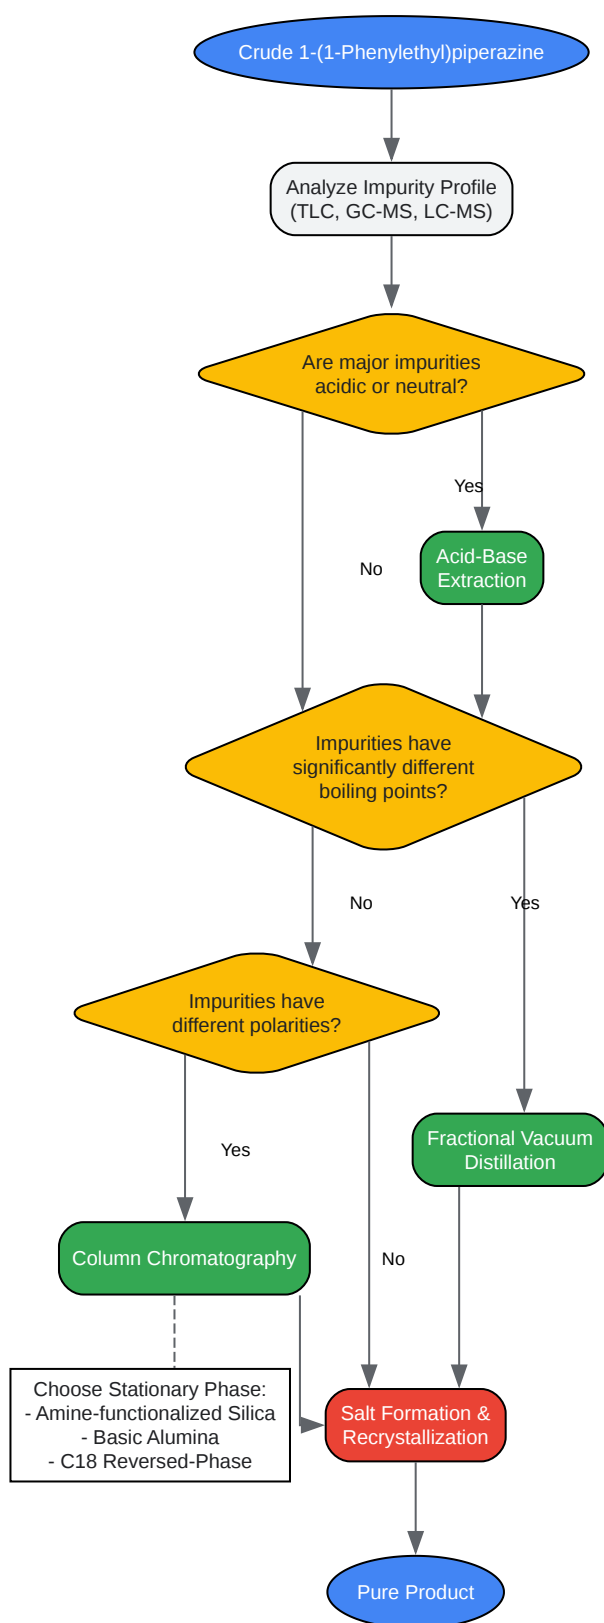 Crude 1-(1-Phenylethyl)piperazine
Analyze Impurity Profile
(TLC, GC-MS, LC-MS)
Are major impurities
acidic or neutral?
Yes
No
Acid-Base
Extraction
Impurities have
significantly different
boiling points?
No
Yes
Impurities have
different polarities?
Fractional Vacuum
Distillation
Yes
Column Chromatography
No
Choose Stationary Phase:
- Amine-functionalized Silica
- Basic Alumina
- C18 Reversed-Phase
Salt Formation &
Recrystallization
Pure Product